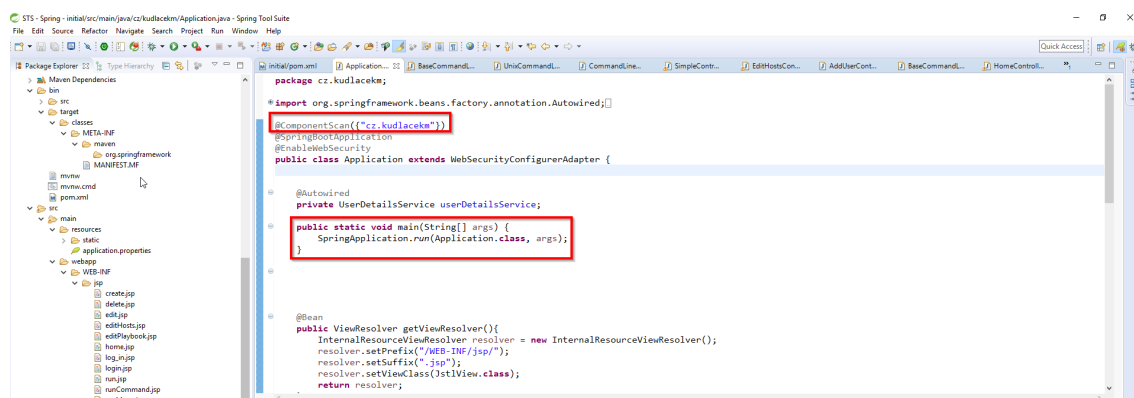 STS - Spring - initial/src/main/java/cz/kudlacekm/Application.java - Spring Tool Suite
File Edit Source Refactor Navigate Search Project Run Window Help
Quick Access
Package Explorer Type Hierarchy
initial/pom.xml Application.... BaseCommandL... UnixCommandL... CommandLine... SimpleContr... EditHostsCon... AddUserCont... BaseCommandL... HomeControll...
Maven Dependencies
bin
src
target
classes
META-INF
maven
org.springframework
MANIFEST.MF
mvnw
mvnw.cmd
pom.xml
src
main
resources
static
application.properties
webapp
WEB-INF
jsp
create.jsp
delete.jsp
edit.jsp
editHosts.jsp
editPlaybook.jsp
home.jsp
log_in.jsp
login.jsp
run.jsp
runCommand.jsp
package cz.kudlacekm;
import org.springframework.beans.factory.annotation.Autowired;
@ComponentScan({"cz.kudlacekm"})
@SpringBootApplication
@EnableWebSecurity
public class Application extends WebSecurityConfigurerAdapter {
@Autowired
private UserDetailsService userDetailsService;
public static void main(String[] args) {
SpringApplication.run(Application.class, args);
}
@Bean
public ViewResolver getViewResolver(){
InternalResourceViewResolver resolver = new InternalResourceViewResolver();
resolver.setPrefix("/WEB-INF/jsp/");
resolver.setSuffix(".jsp");
resolver.setViewClass(JstlView.class);
return resolver;